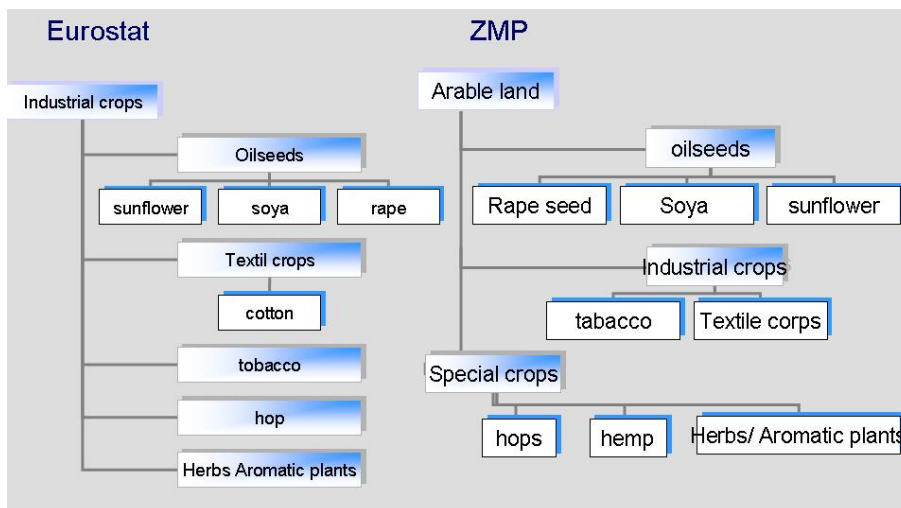 Eurostat
Industrial crops
Oilseeds
sunflower
soya
rape
Textil crops
cotton
tobacco
hop
Herbs Aromatic plants
ZMP
Arable land
oilseeds
Rape seed
Soya
sunflower
Industrial crops
tabacco
Textile corps
Special crops
hops
hemp
Herbs/ Aromatic plants